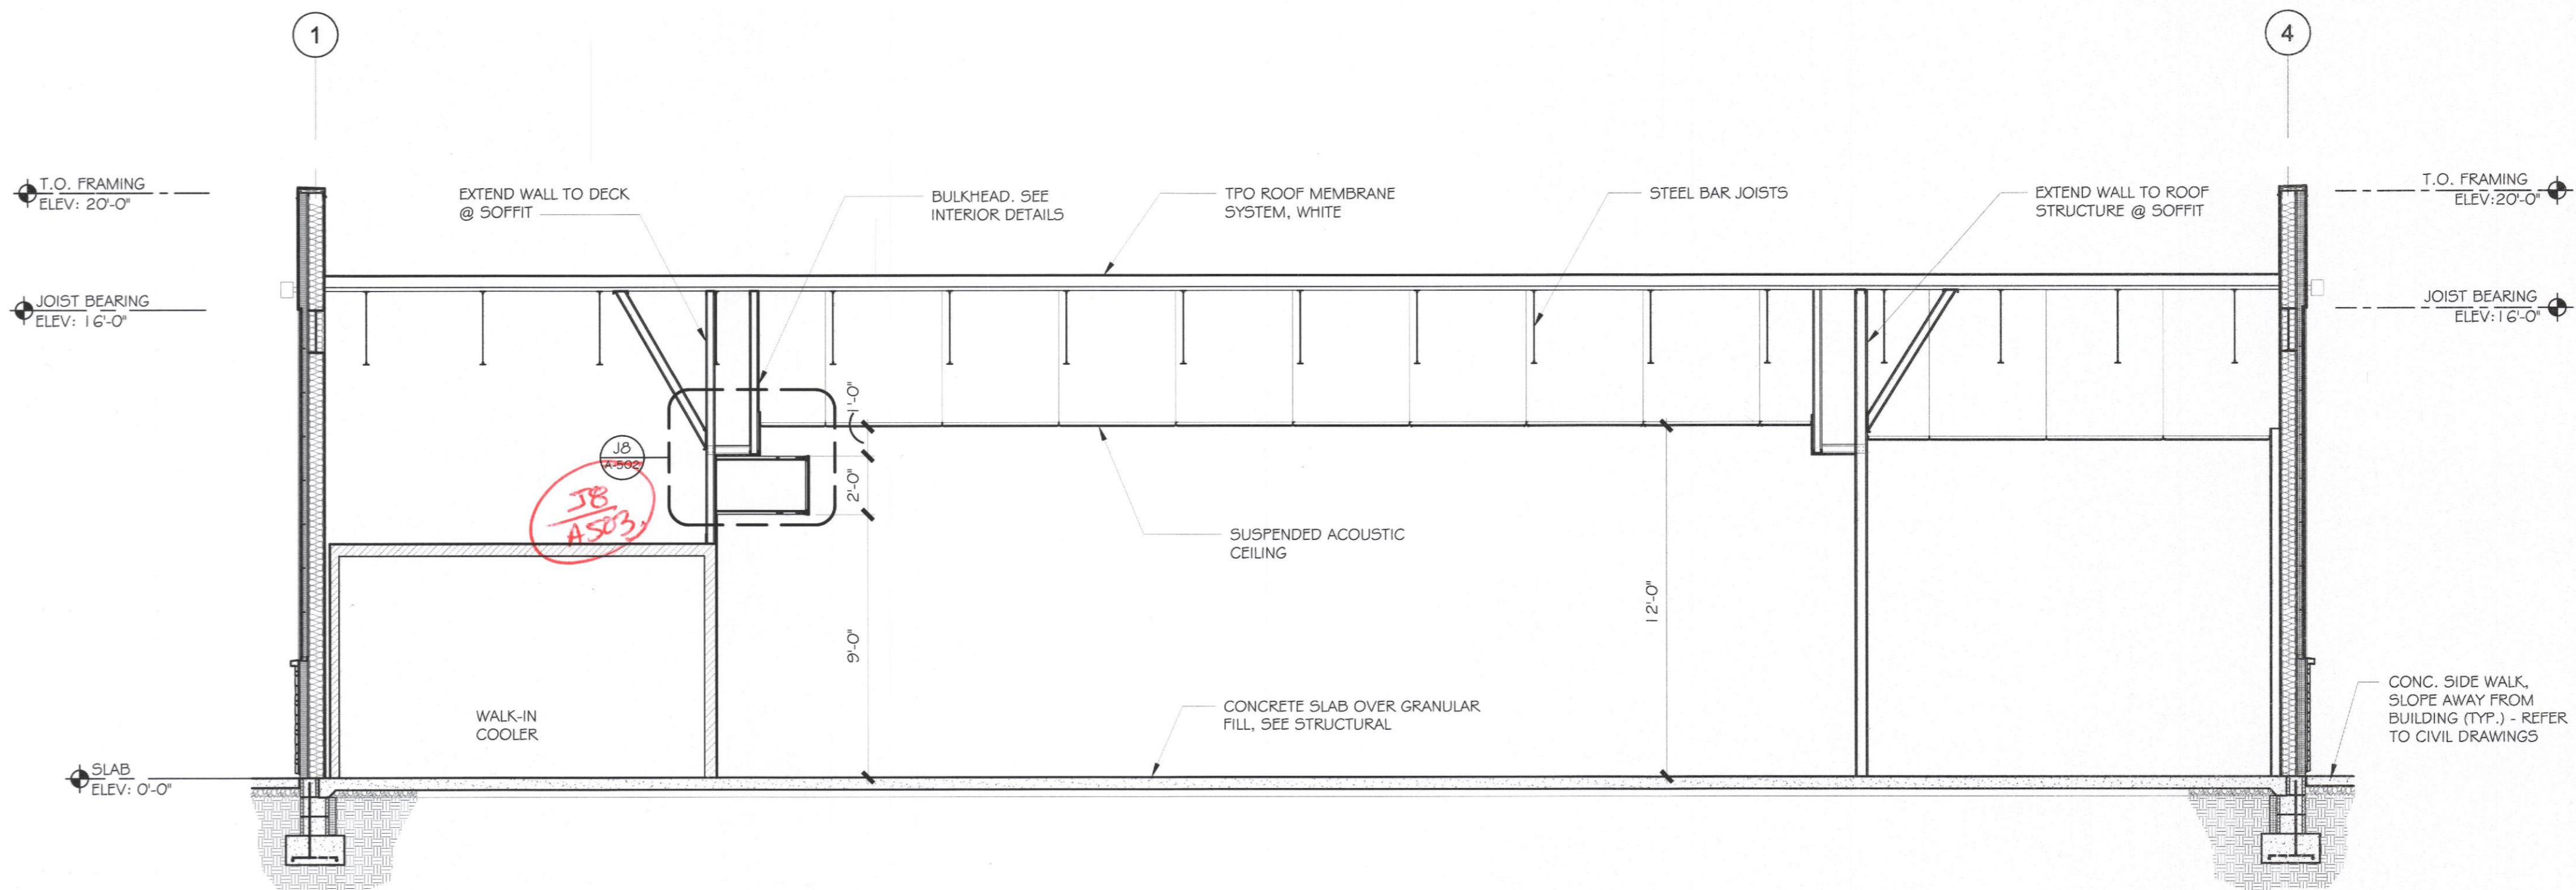 1
4
T.O. FRAMING
ELEV: 20'-0"
EXTEND WALL TO DECK
@ SOFFIT
BULKHEAD. SEE
INTERIOR DETAILS
TPO ROOF MEMBRANE
SYSTEM, WHITE
STEEL BAR JOISTS
EXTEND WALL TO ROOF
STRUCTURE @ SOFFIT
T.O. FRAMING
ELEV:20'-0"
JOIST BEARING
ELEV: 16'-0"
JOIST BEARING
ELEV:16'-0"
1'-0"
J8
A-502
J8
A503
2'-0"
SUSPENDED ACOUSTIC
CEILING
12'-0"
9'-0"
WALK-IN
COOLER
CONCRETE SLAB OVER GRANULAR
FILL, SEE STRUCTURAL
CONC. SIDE WALK,
SLOPE AWAY FROM
BUILDING (TYP.) - REFER
TO CIVIL DRAWINGS
SLAB
ELEV: 0'-0"